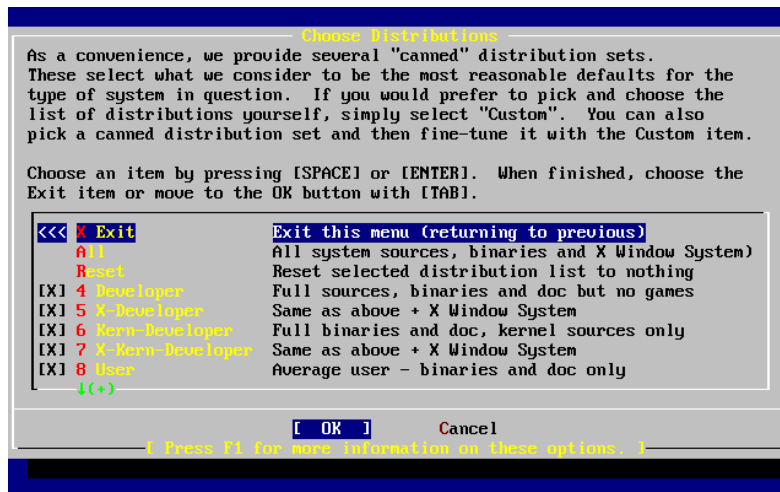 Choose Distributions
As a convenience, we provide several "canned" distribution sets.
These select what we consider to be the most reasonable defaults for the
type of system in question.  If you would prefer to pick and choose the
list of distributions yourself, simply select "Custom".  You can also
pick a canned distribution set and then fine-tune it with the Custom item.
Choose an item by pressing [SPACE] or [ENTER].  When finished, choose the
Exit item or move to the OK button with [TAB].
<<< X Exit Exit this menu (returning to previous)
All All system sources, binaries and X Window System)
Reset Reset selected distribution list to nothing
[X] 4 Developer Full sources, binaries and doc but no games
[X] 5 X-Developer Same as above + X Window System
[X] 6 Kern-Developer Full binaries and doc, kernel sources only
[X] 7 X-Kern-Developer Same as above + X Window System
[X] 8 User Average user - binaries and doc only
↓(+)
[ OK ] Cancel
[ Press F1 for more information on these options. ]